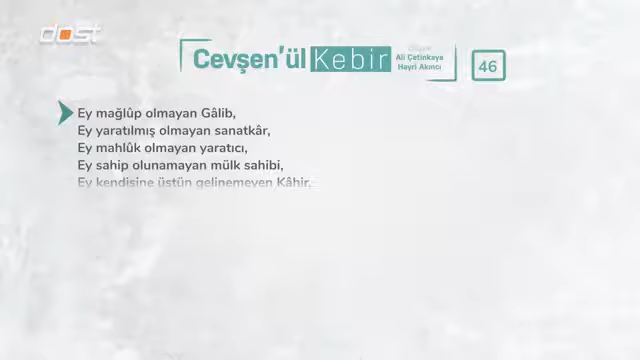 dost
Cevşen'ül Kebir
Ali Çetinkaya
Hayri Akıncı
46
Ey mağlûp olmayan Gâlib,
Ey yaratılmış olmayan sanatkâr,
Ey mahlûk olmayan yaratıcı,
Ey sahip olunamayan mülk sahibi,
Ey kendisine üstün gelinemeyen Kâhir,